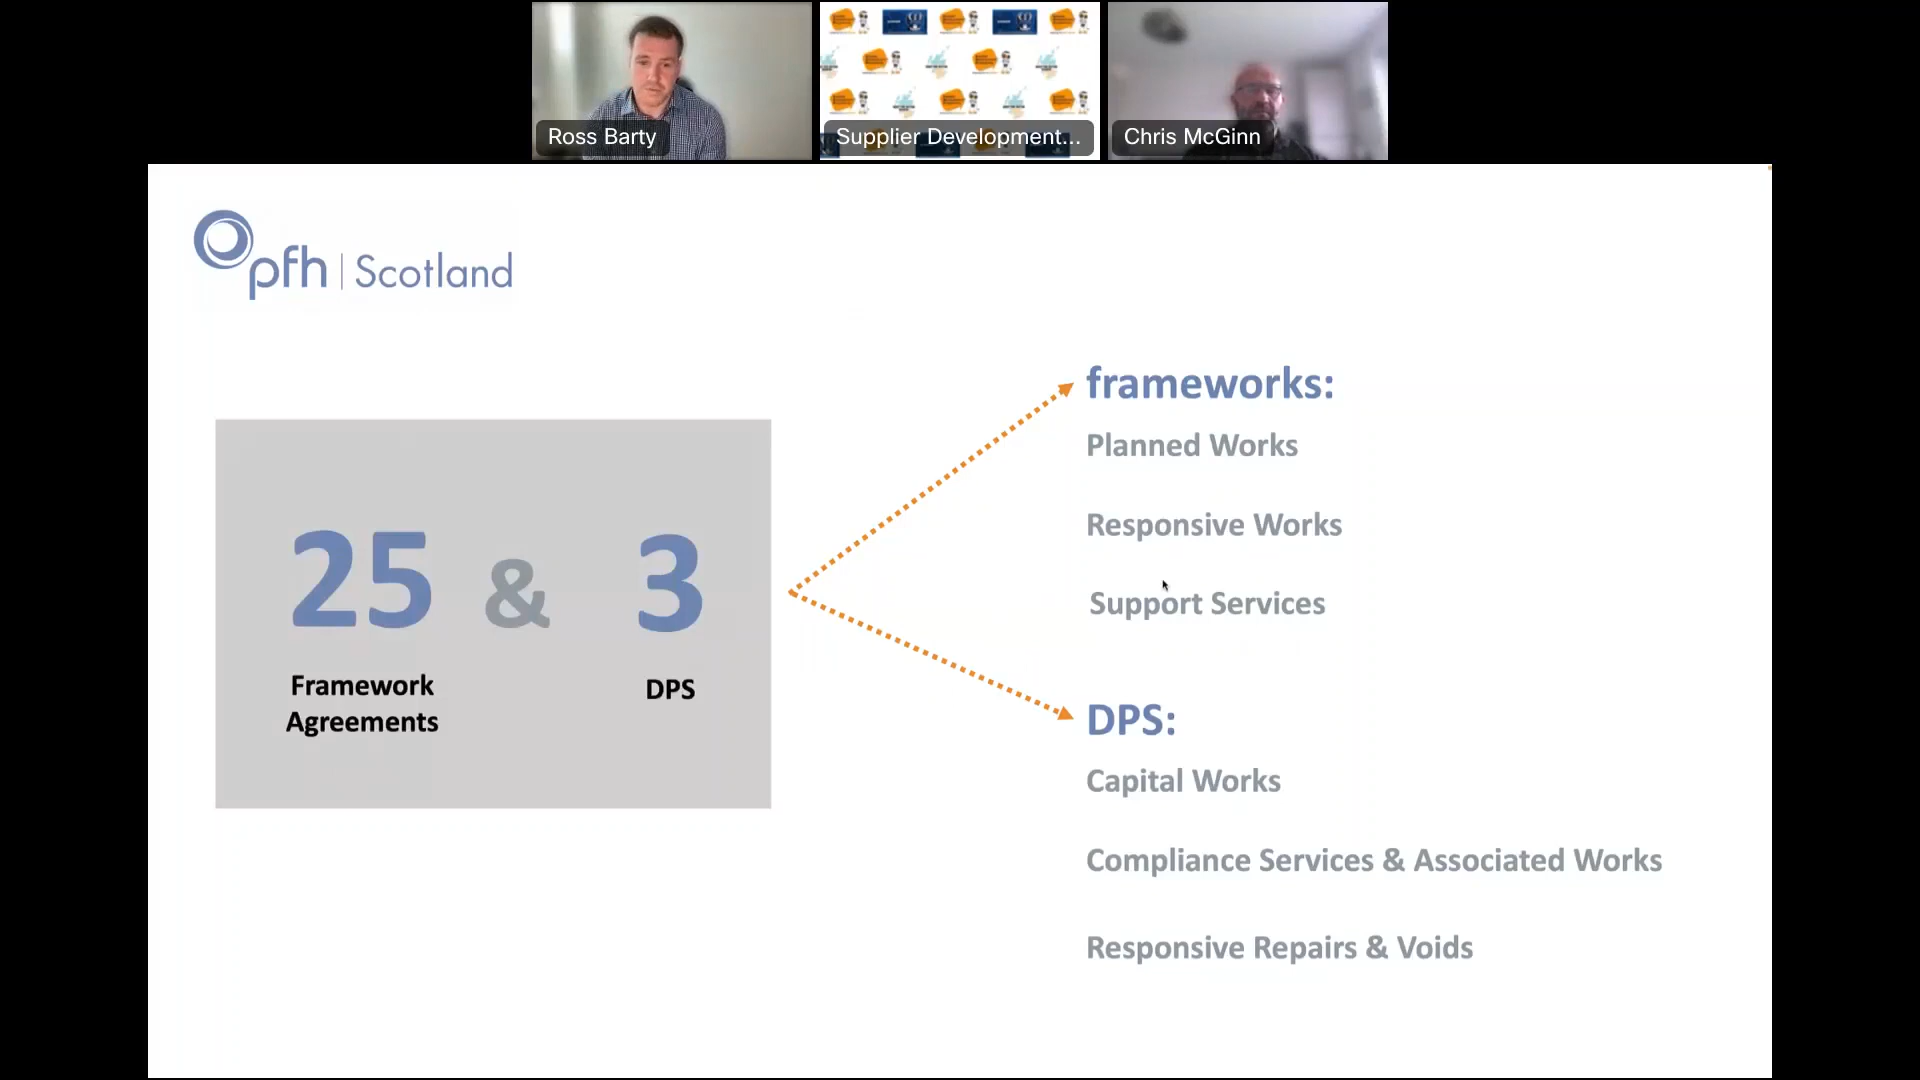 Ross Barty
Supplier Development...
Chris McGinn
pfh | Scotland
frameworks:
Planned Works
Responsive Works
Support Services
25 & 3
Framework
Agreements
DPS
DPS:
Capital Works
Compliance Services & Associated Works
Responsive Repairs & Voids